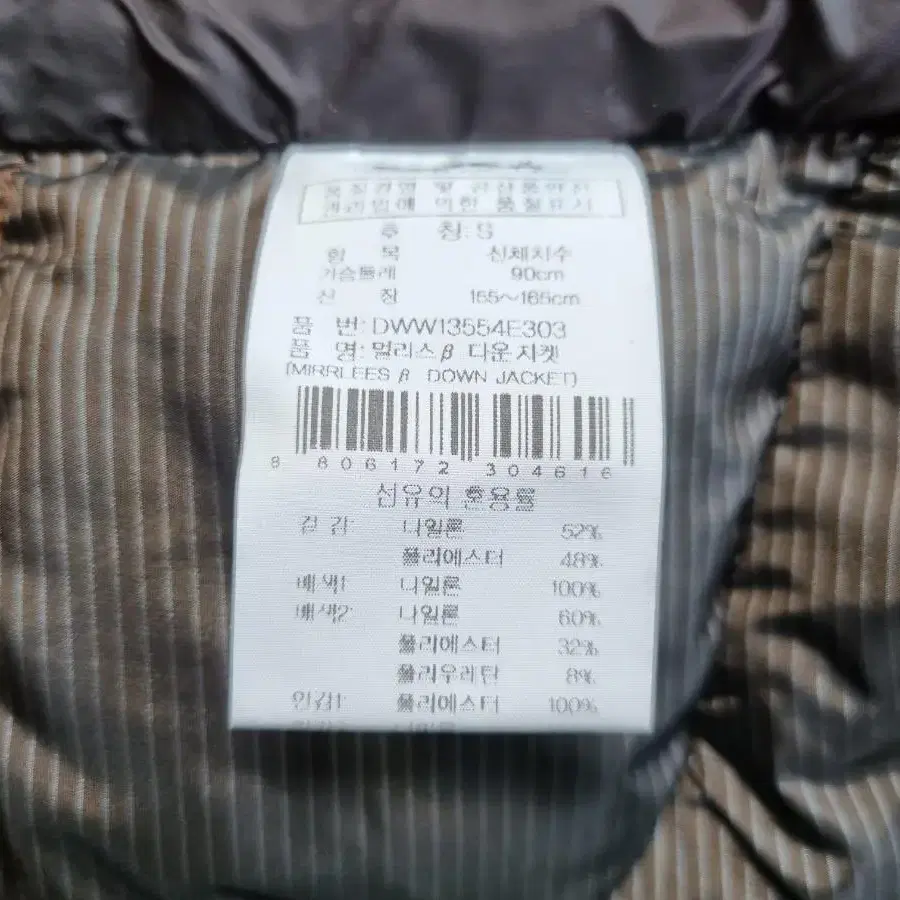 품질경영 및 공산품안전
관리법에 의한 품질표시
호 칭:S
항 목 신체치수
가슴둘레 90cm
신 장 155~165cm
품 번: DWW13554E303
품 명: 멀리스 β 다운자켓
(MIRRLEES β DOWN JACKET)
8 806172 304616
섬유의 혼용률
겉 감: 나일론 52%
폴리에스터 48%
배색1: 나일론 100%
배색2: 나일론 60%
폴리에스터 32%
폴리우레탄 8%
안감1: 폴리에스터 100%
나일론